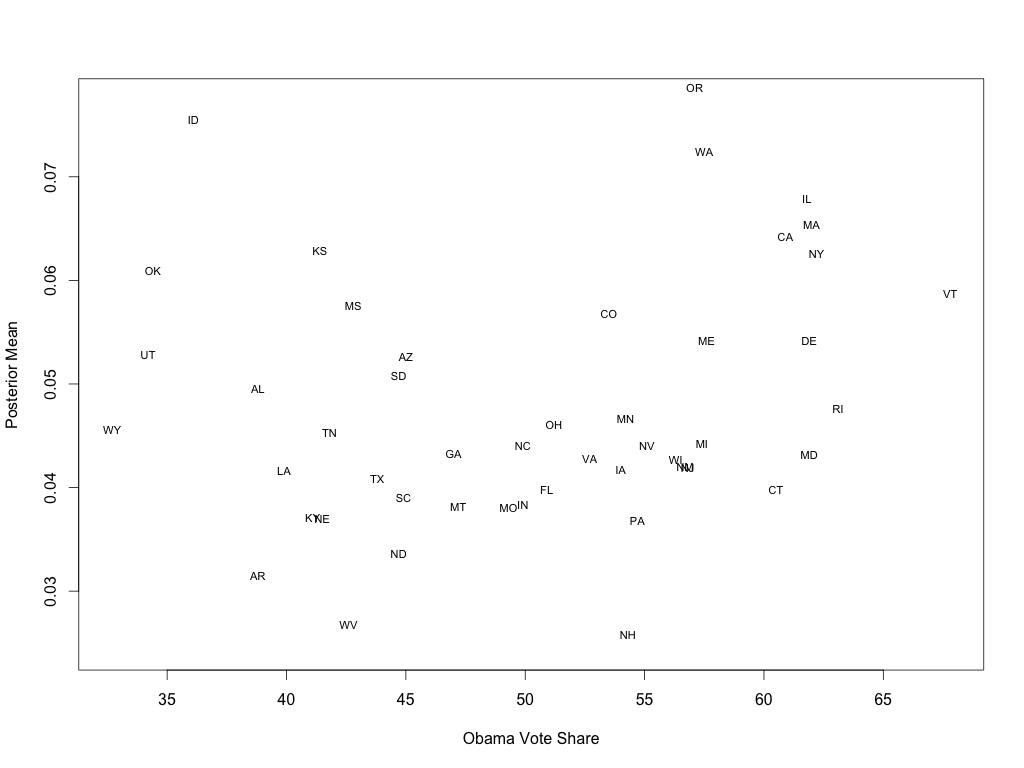 OR
ID
WA
0.07
IL
MA
CA
KS
NY
OK
0.06
VT
MS
CO
ME
DE
UT
AZ
SD
0.05
AL
RI
MN
WY
OH
TN
NC
NV
MI
GA
MD
VA
WI
NM
NJ
IA
LA
TX
0.04
FL
CT
SC
IN
MO
MT
KY
NE
PA
ND
0.03
AR
WV
NH
Posterior Mean
35 40 45 50 55 60 65
Obama Vote Share